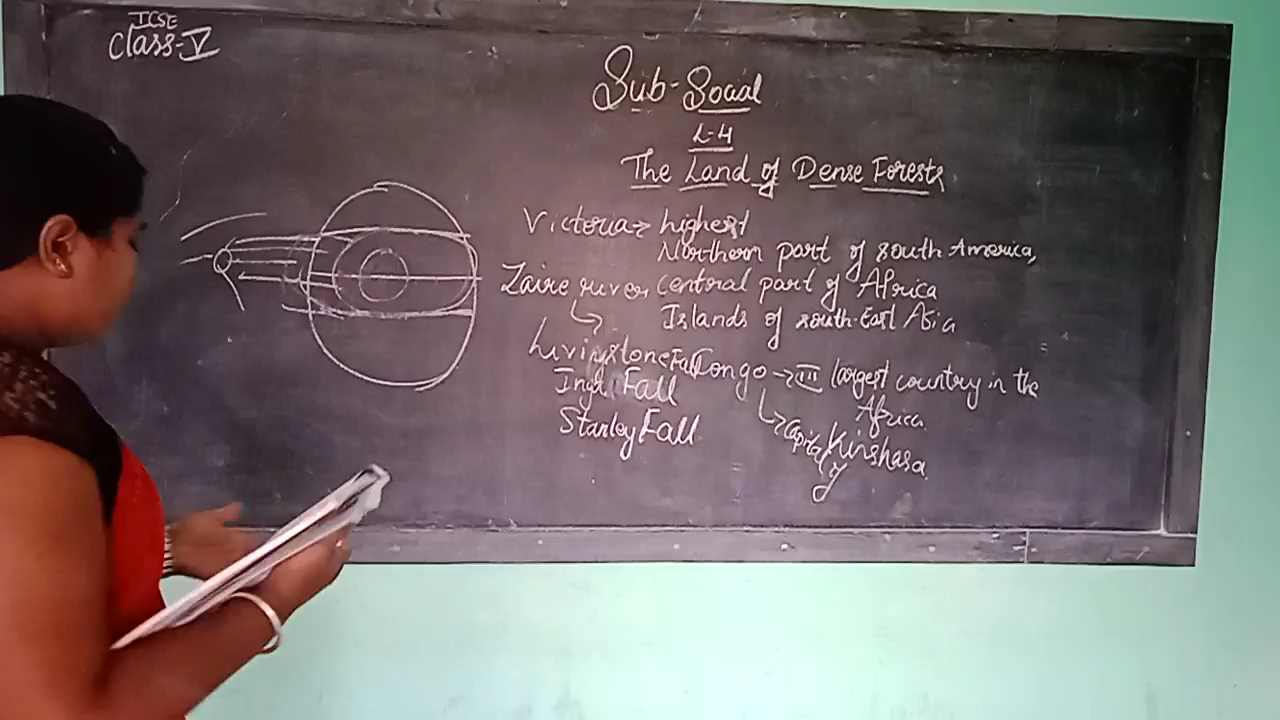 ICSE
Class-V
Sub-Social
L-4
The Land of Dense Forests
Victoria → highest
Northern part of south America,
Zaire river, central part of Africa
Islands of south-East Asia
Livingstone Fall
Congo → III largest country in the
Africa.
Fall
Stanley Fall
Capital of Kinshasa